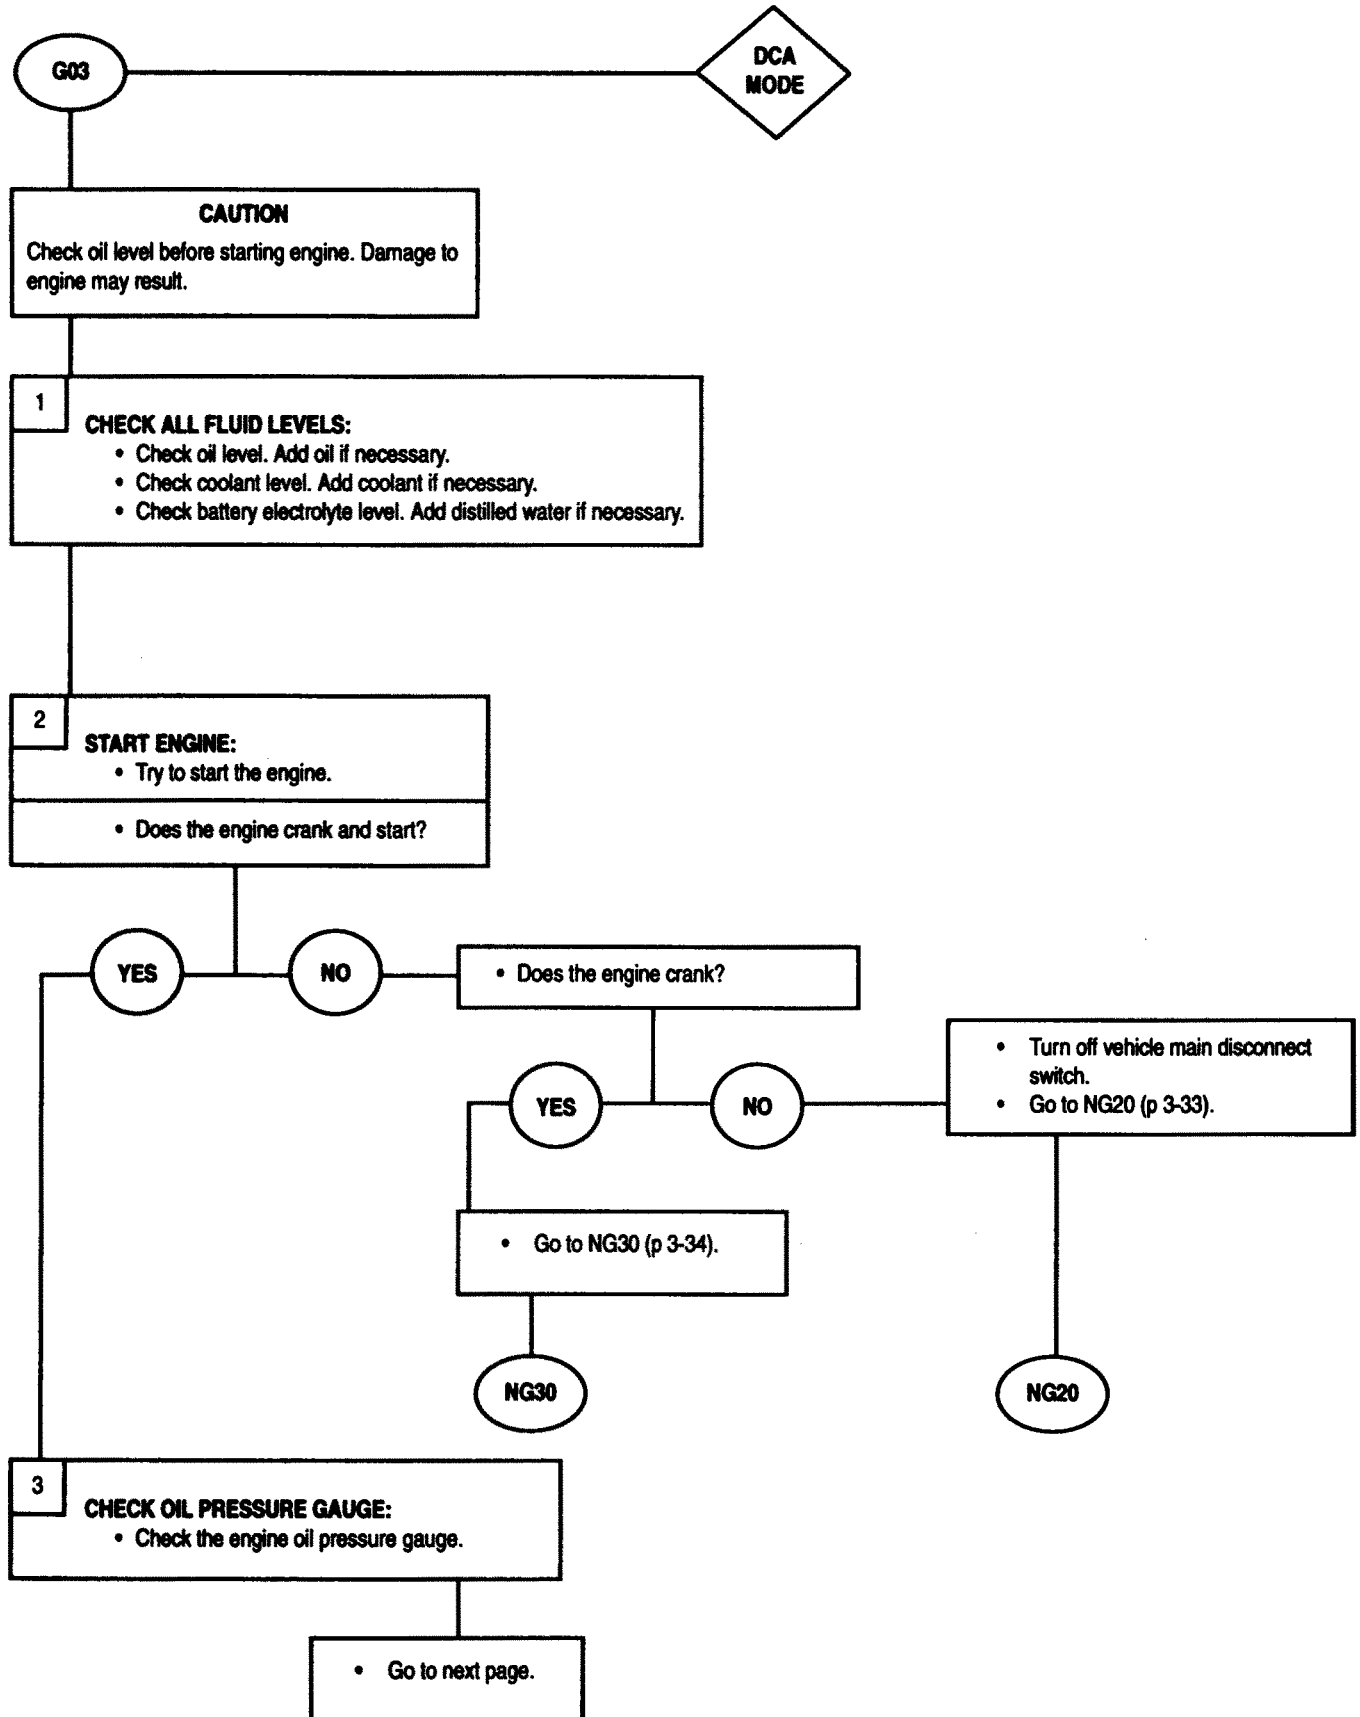 G03
DCA
MODE
CAUTION
Check oil level before starting engine. Damage to
engine may result.
1
CHECK ALL FLUID LEVELS:
• Check oil level. Add oil if necessary.
• Check coolant level. Add coolant if necessary.
• Check battery electrolyte level. Add distilled water if necessary.
2
START ENGINE:
• Try to start the engine.
• Does the engine crank and start?
YES
NO
• Does the engine crank?
YES
NO
• Turn off vehicle main disconnect
switch.
• Go to NG20 (p 3-33).
• Go to NG30 (p 3-34).
NG30
NG20
3
CHECK OIL PRESSURE GAUGE:
• Check the engine oil pressure gauge.
• Go to next page.